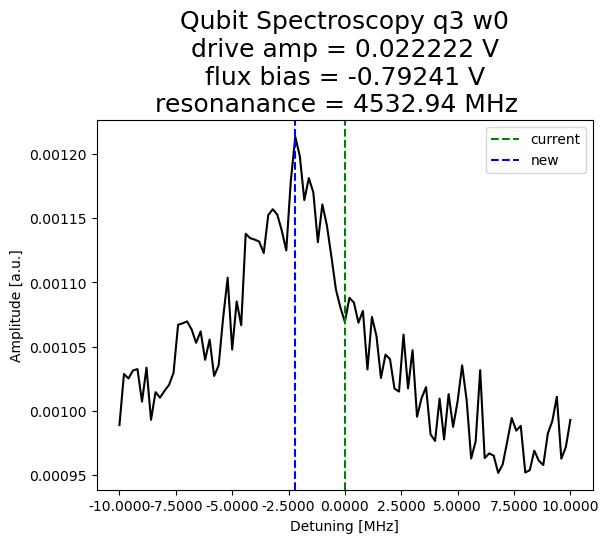 Qubit Spectroscopy q3 w0
drive amp = 0.022222 V
flux bias = -0.79241 V
resonanance = 4532.94 MHz
current
new
Amplitude [a.u.]
0.00120
0.00115
0.00110
0.00105
0.00100
0.00095
-10.0000 -7.5000 -5.0000 -2.5000 0.0000 2.5000 5.0000 7.5000 10.0000
Detuning [MHz]